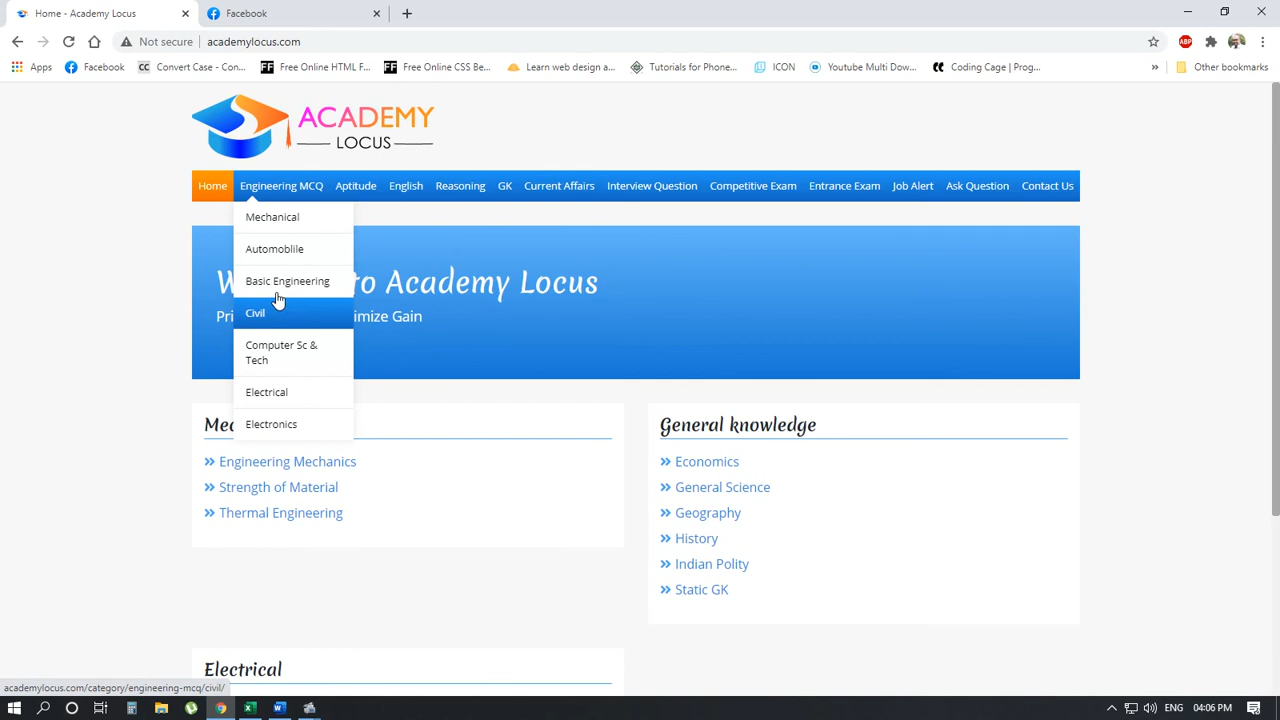 Home - Academy Locus
Facebook
Not secure
academylocus.com
ABP
Apps
Facebook
CC Convert Case - Con...
FF Free Online HTML F...
FF Free Online CSS Be...
Learn web design a...
Tutorials for Phone...
ICON
Youtube Multi Dow...
Coding Cage | Prog...
Other bookmarks
ACADEMY
LOCUS
Home
Engineering MCQ
Aptitude
English
Reasoning
GK
Current Affairs
Interview Question
Competitive Exam
Entrance Exam
Job Alert
Ask Question
Contact Us
Mechanical
Automoblile
Basic Engineering
Civil
Computer Sc &
Tech
Electrical
Electronics
W to Academy Locus
Pri imize Gain
Mec
Engineering Mechanics
Strength of Material
Thermal Engineering
General knowledge
Economics
General Science
Geography
History
Indian Polity
Static GK
Electrical
academylocus.com/category/engineering-mcq/civil/
ENG
04:06 PM